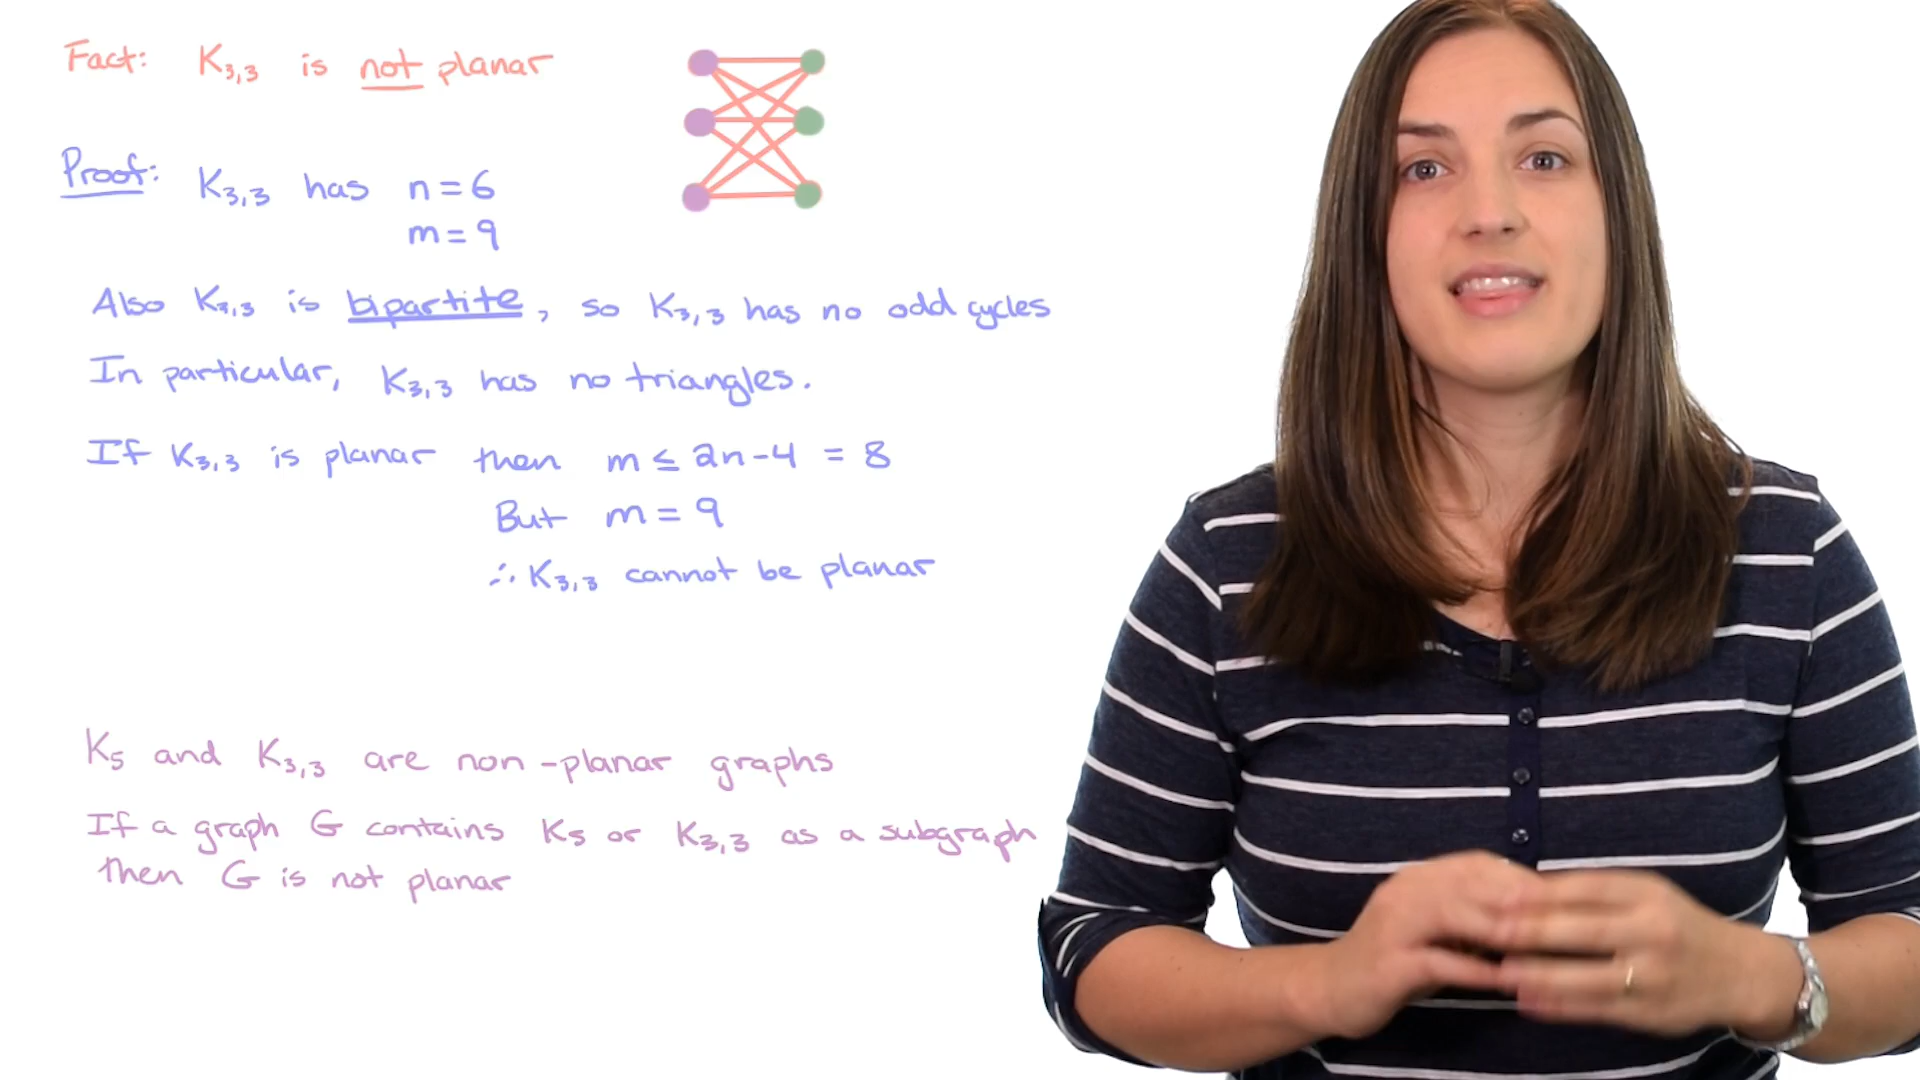 Fact: K3,3 is not planar
Proof: K3,3 has n = 6
m = 9
Also K3,3 is bipartite, so K3,3 has no odd cycles
In particular, K3,3 has no triangles.
If K3,3 is planar then m ≤ 2n-4 = 8
But m = 9
∴ K3,3 cannot be planar
K5 and K3,3 are non-planar graphs
If a graph G contains K5 or K3,3 as a subgraph
then G is not planar